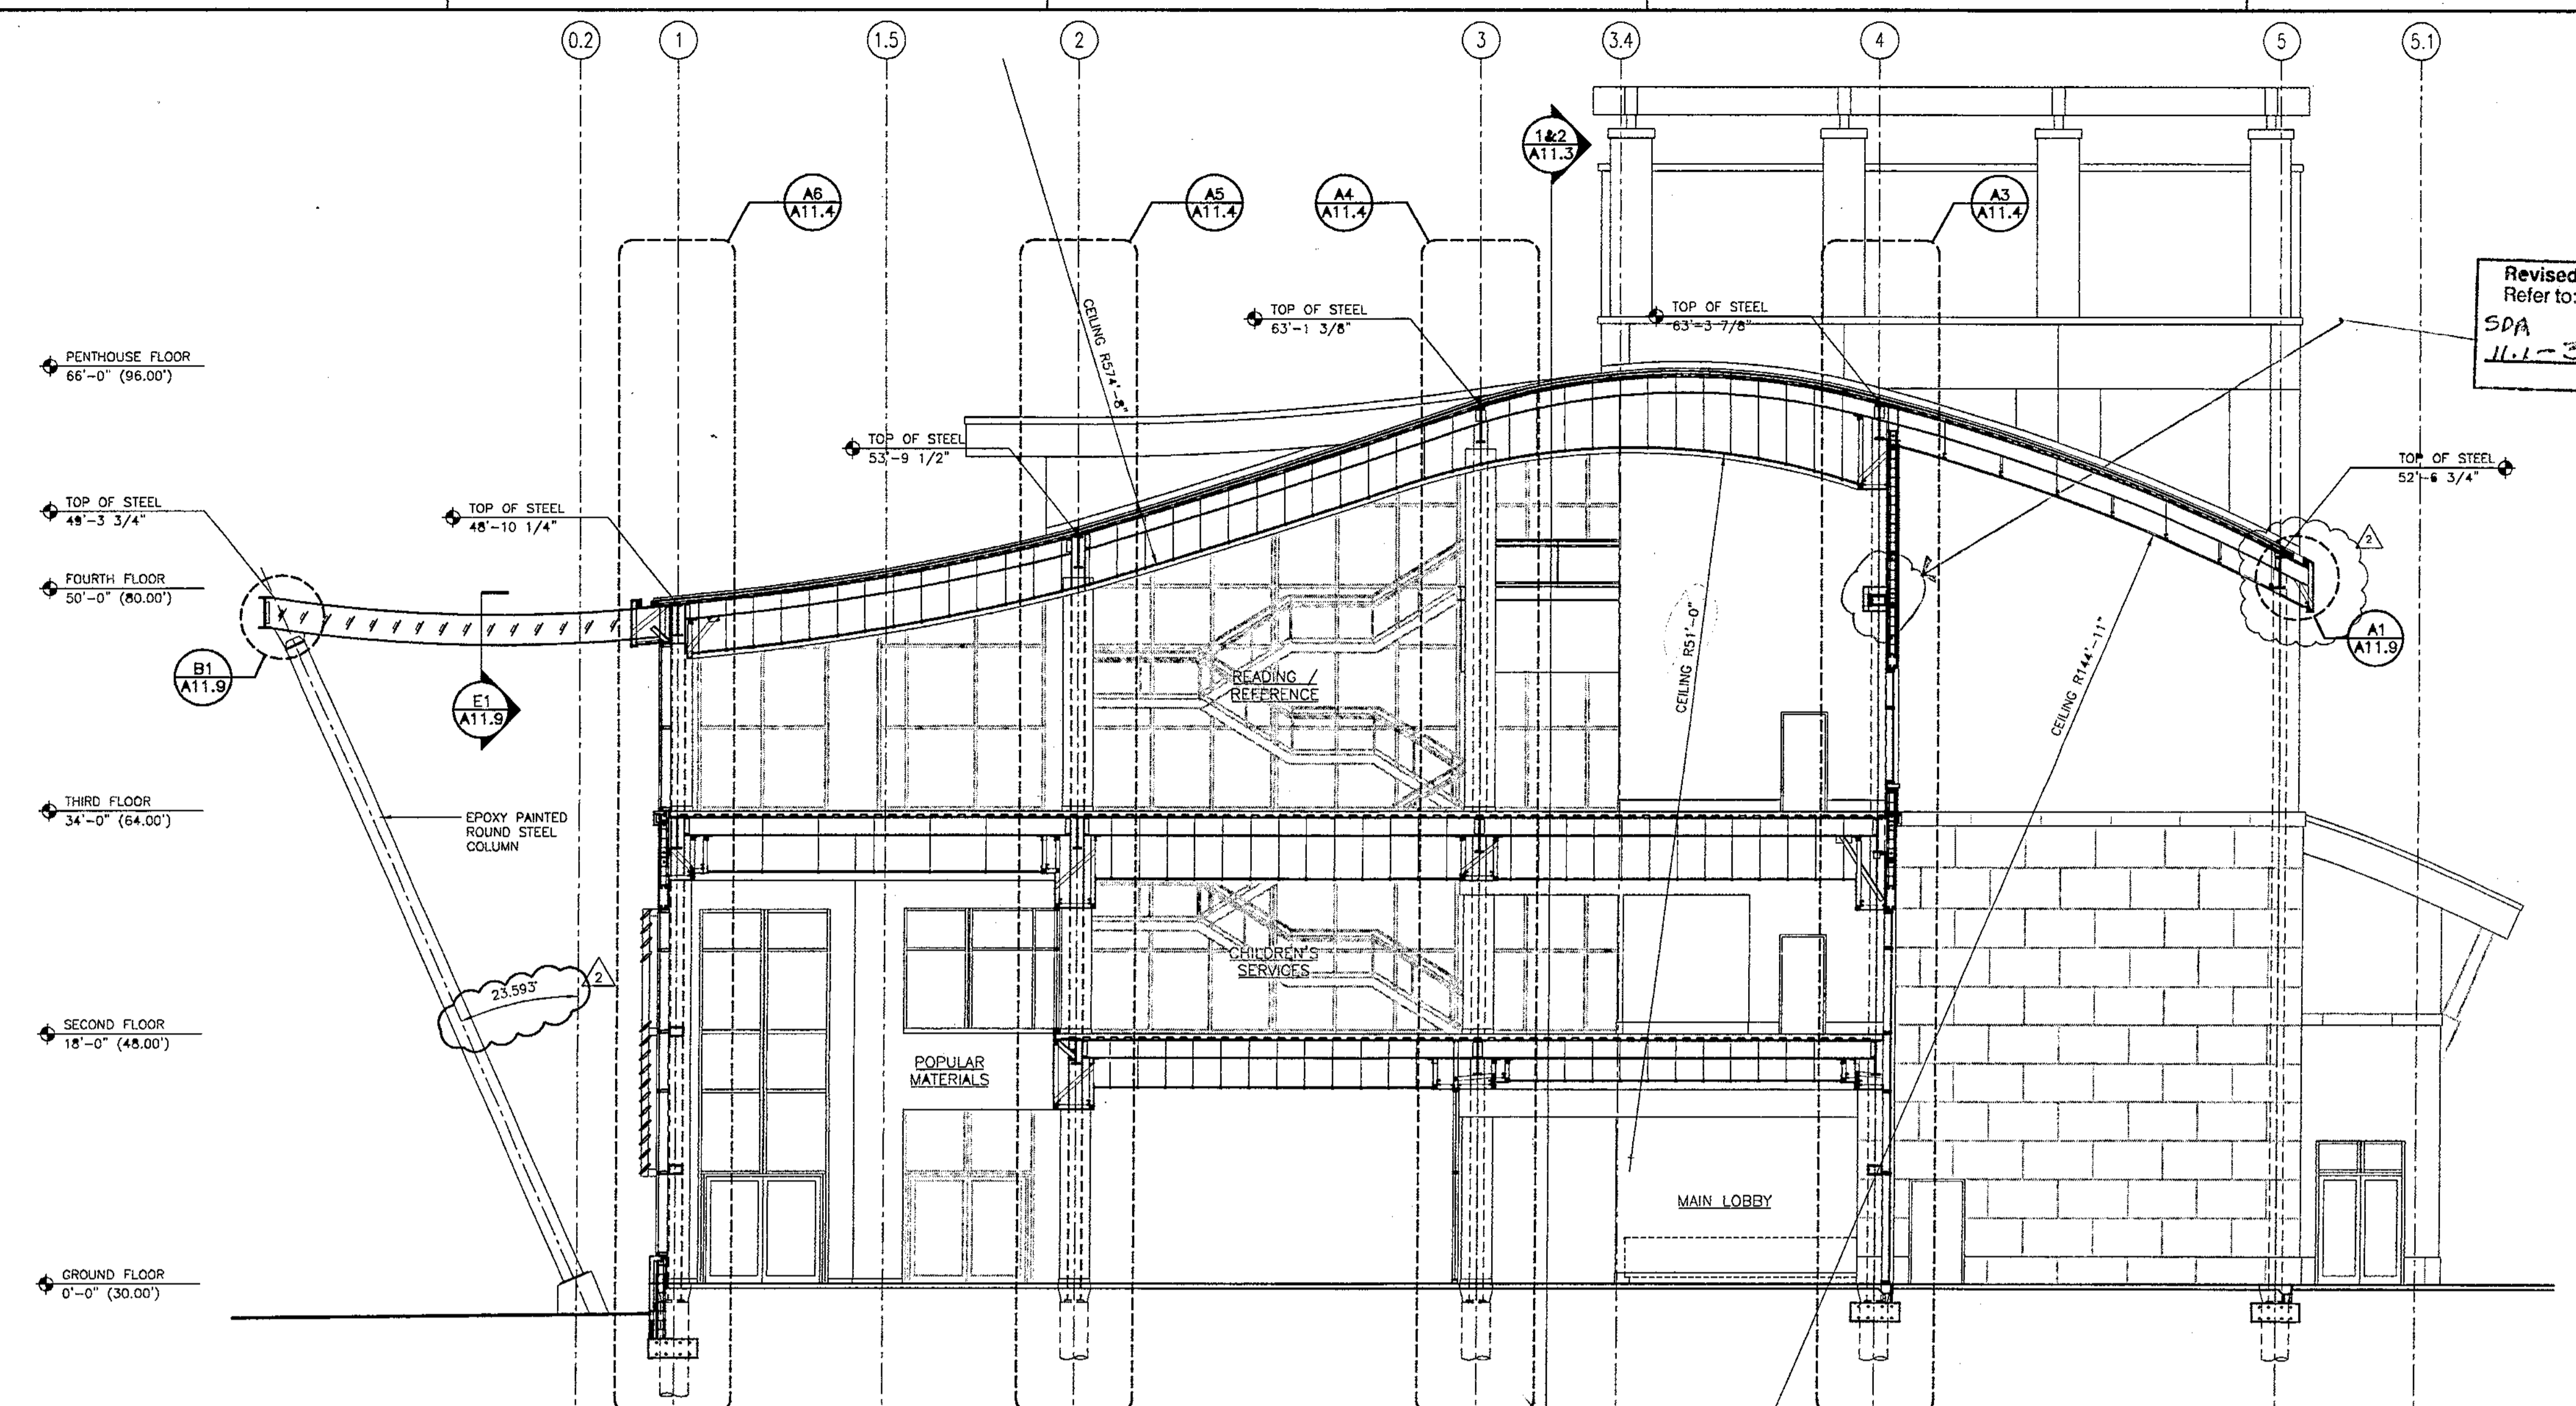 0.2
1
1.5
2
3
3.4
4
5
5.1
1&2
A11.3
A6
A11.4
A5
A11.4
A4
A11.4
A3
A11.4
Revised
Refer to:
SDA
11.1-3
CEILING R574'-8"
TOP OF STEEL
63'-1 3/8"
TOP OF STEEL
63'-3 7/8"
PENTHOUSE FLOOR
66'-0" (96.00')
TOP OF STEEL
53'-9 1/2"
TOP OF STEEL
52'-6 3/4"
TOP OF STEEL
49'-3 3/4"
TOP OF STEEL
48'-10 1/4"
2
FOURTH FLOOR
50'-0" (80.00')
B1
A11.9
E1
A11.9
A1
A11.9
READING /
REFERENCE
CEILING R51'-0"
CEILING R144'-11"
THIRD FLOOR
34'-0" (64.00')
EPOXY PAINTED
ROUND STEEL
COLUMN
CHILDREN'S
SERVICES
23.593°
2
SECOND FLOOR
18'-0" (48.00')
POPULAR
MATERIALS
MAIN LOBBY
GROUND FLOOR
0'-0" (30.00')